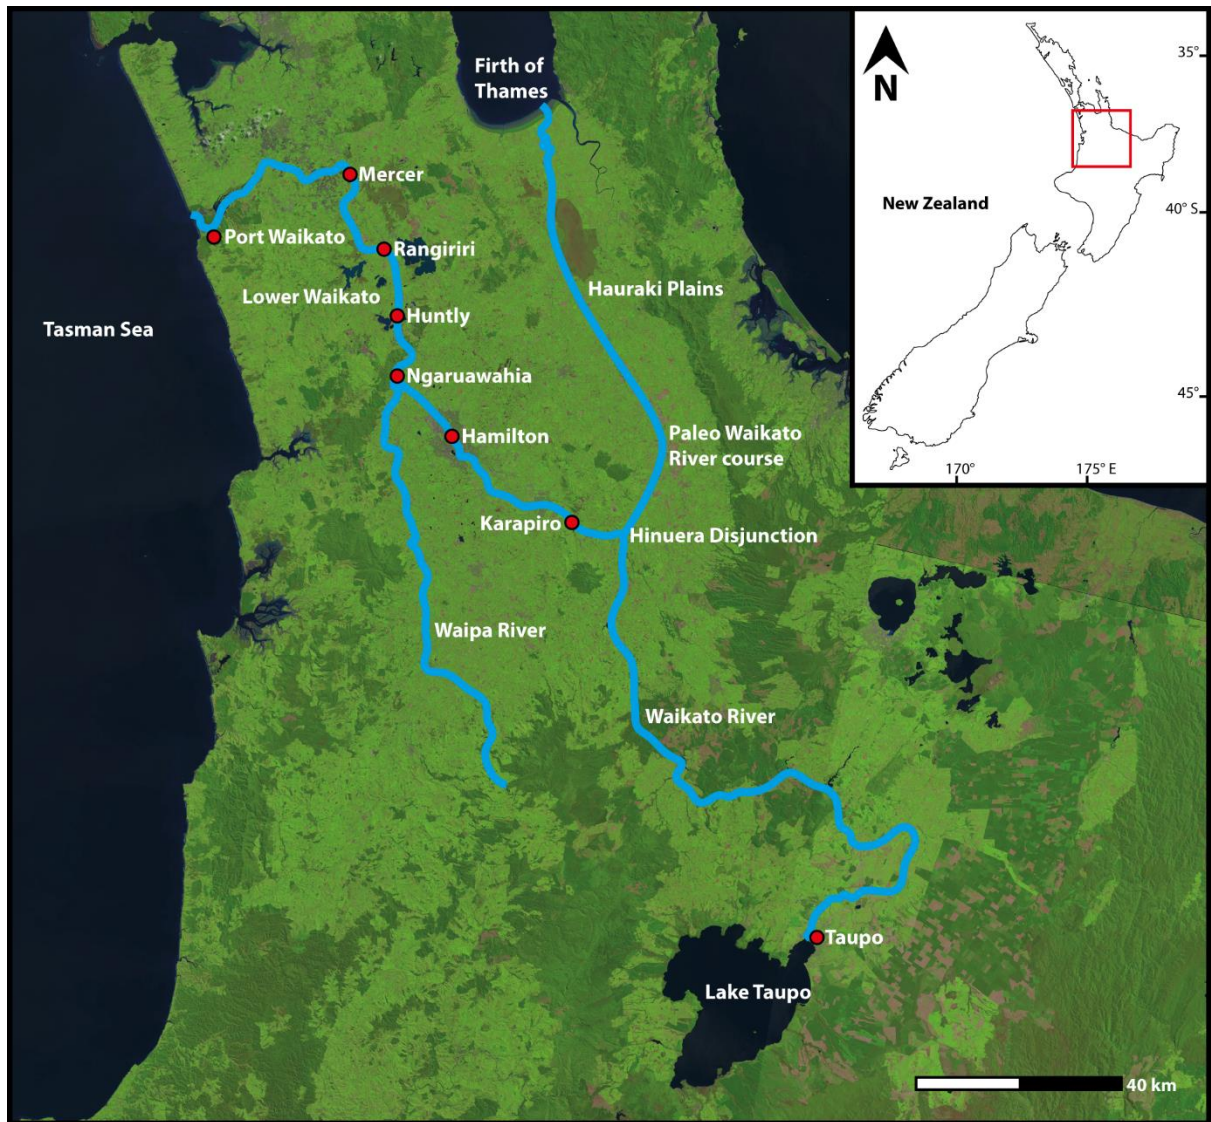 Firth of
Thames
N
35°
New Zealand
40° S
45°
170°
175° E
Mercer
Port Waikato
Rangiriri
Lower Waikato
Hauraki Plains
Huntly
Tasman Sea
Ngaruawahia
Hamilton
Paleo Waikato
River course
Karapiro
Hinuera Disjunction
Waipa River
Waikato River
Taupo
Lake Taupo
40 km